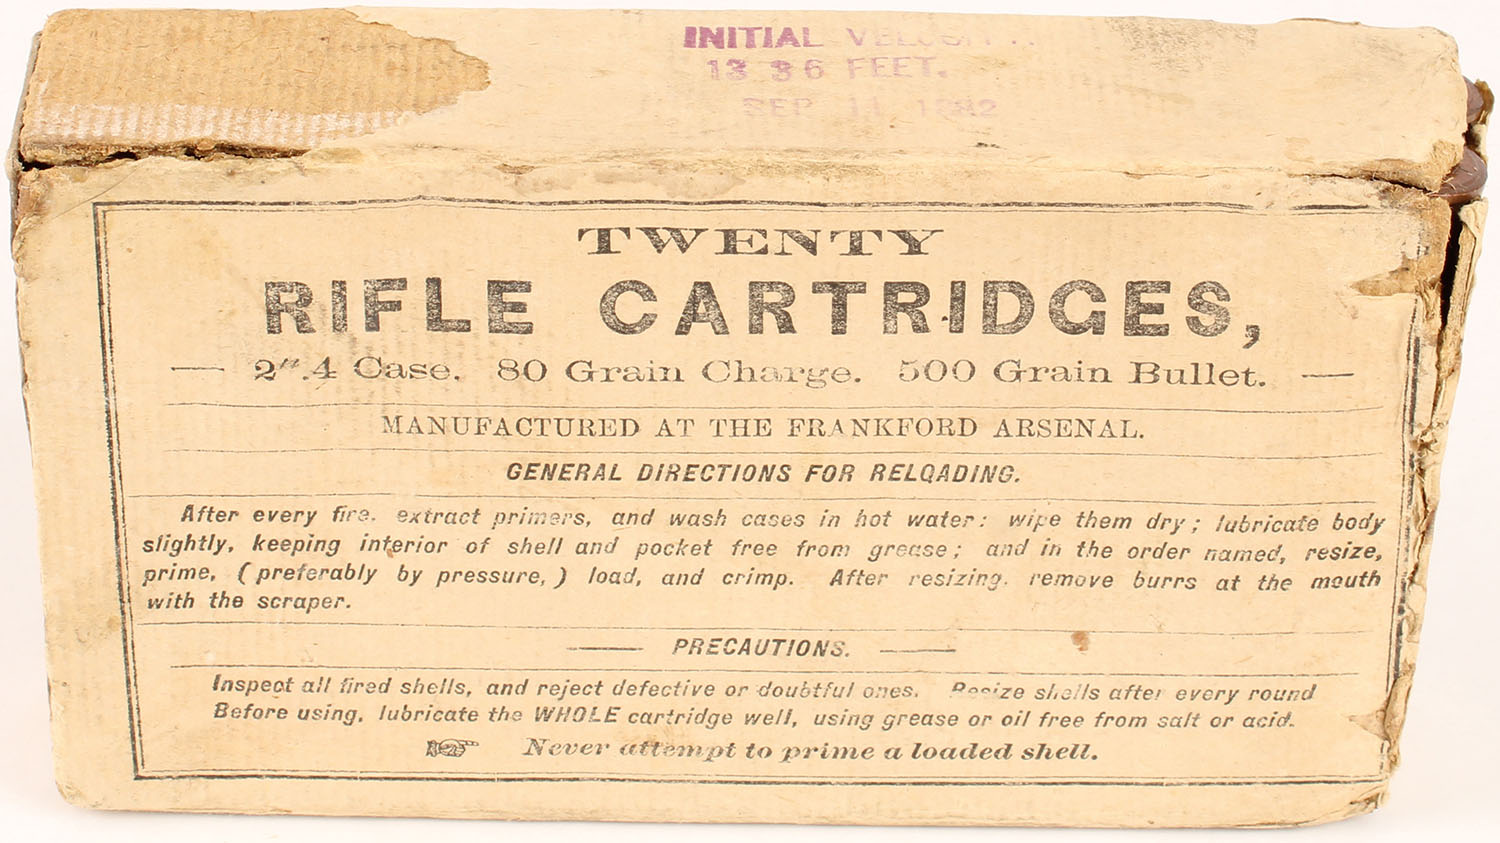 INITIAL
13 36 FEET.
SEP 11 1882
TWENTY
RIFLE CARTRIDGES,
— 2".4 Case. 80 Grain Charge. 500 Grain Bullet. —
MANUFACTURED AT THE FRANKFORD ARSENAL.
GENERAL DIRECTIONS FOR RELOADING.
After every fire. extract primers, and wash cases in hot water: wipe them dry; lubricate body
slightly, keeping interior of shell and pocket free from grease; and in the order named, resize,
prime, (preferably by pressure,) load, and crimp. After resizing. remove burrs at the mouth
with the scraper.
— PRECAUTIONS. —
Inspect all fired shells, and reject defective or doubtful ones. Resize shells after every round
Before using, lubricate the WHOLE cartridge well, using grease or oil free from salt or acid.
☞ Never attempt to prime a loaded shell.